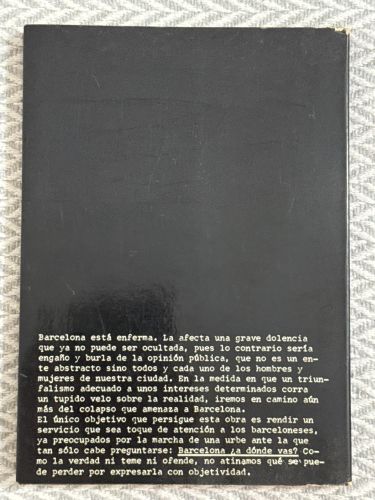 Barcelona está enferma. La afecta una grave dolencia
que ya no puede ser ocultada, pues lo contrario sería
engaño y burla de la opinión pública, que no es un en-
te abstracto sino todos y cada uno de los hombres y
mujeres de nuestra ciudad. En la medida en que un triun-
falismo adecuado a unos intereses determinados corra
un tupido velo sobre la realidad, iremos en camino aún
más del colapso que amenaza a Barcelona.
El único objetivo que persigue esta obra es rendir un
servicio que sea toque de atención a los barceloneses,
ya preocupados por la marcha de una urbe ante la que
tan sólo cabe preguntarse: Barcelona ¿a dónde vas? Co-
mo la verdad ni teme ni ofende, no atinamos qué se pue-
de perder por expresarla con objetividad.